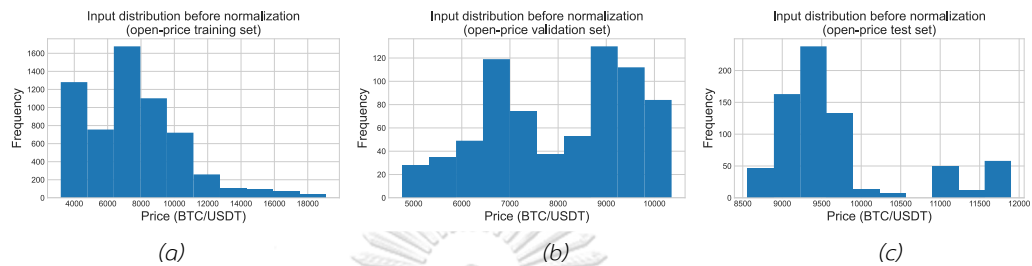 Input distribution before normalization
(open-price training set)
Frequency
1600
1400
1200
1000
800
600
400
200
0
4000 6000 8000 10000 12000 14000 16000 18000
Price (BTC/USDT)
(a)
Input distribution before normalization
(open-price validation set)
Frequency
120
100
80
60
40
20
0
5000 6000 7000 8000 9000 10000
Price (BTC/USDT)
(b)
Input distribution before normalization
(open-price test set)
Frequency
200
150
100
50
0
8500 9000 9500 10000 10500 11000 11500 12000
Price (BTC/USDT)
(c)